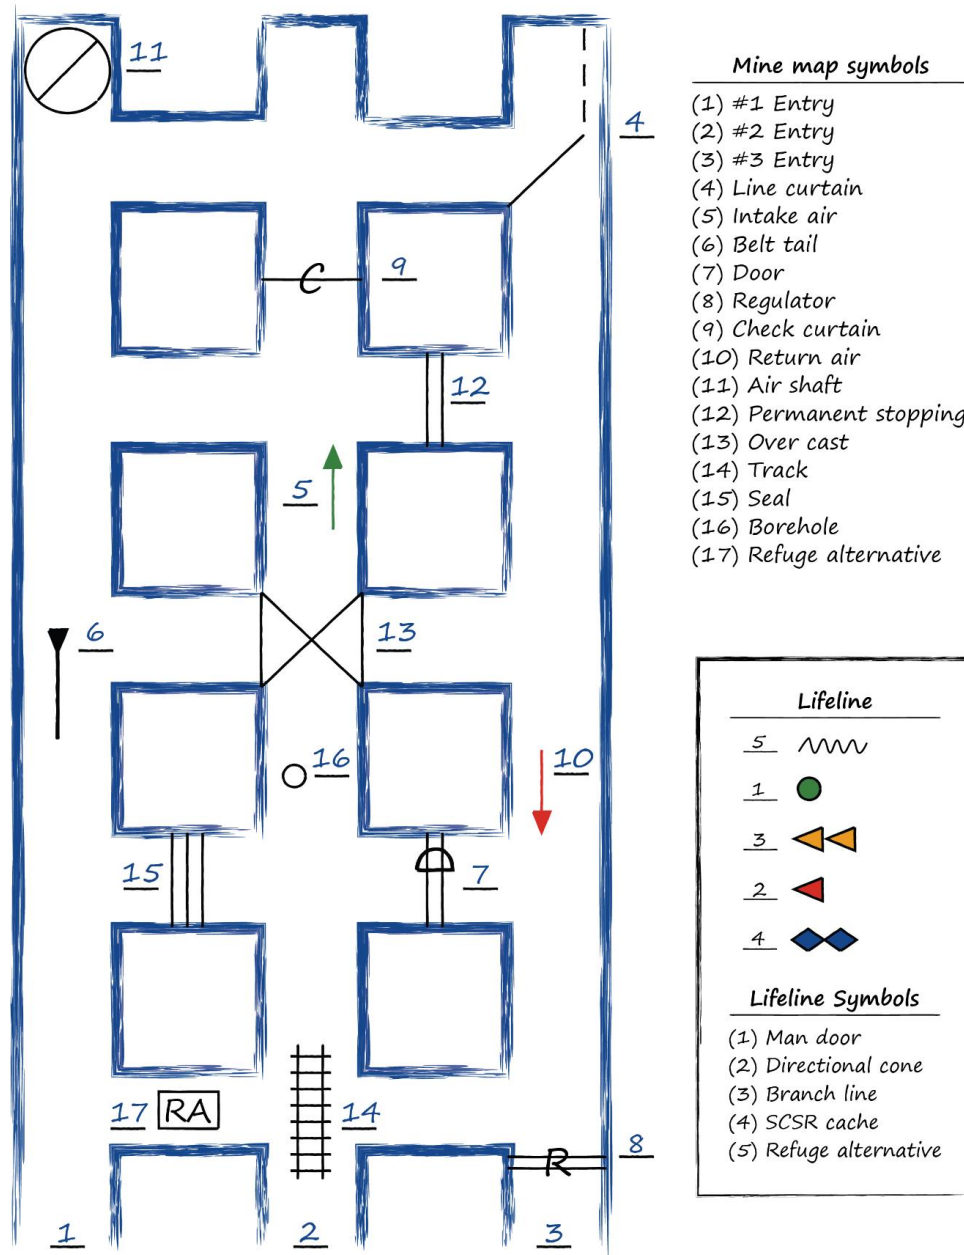 11
4
9
C
12
5
6
13
16
10
15
7
17 RA
14
8
R
1
2
3
Mine map symbols
(1) #1 Entry
(2) #2 Entry
(3) #3 Entry
(4) Line curtain
(5) Intake air
(6) Belt tail
(7) Door
(8) Regulator
(9) Check curtain
(10) Return air
(11) Air shaft
(12) Permanent stopping
(13) Over cast
(14) Track
(15) Seal
(16) Borehole
(17) Refuge alternative
Lifeline
5
1
3
2
4
Lifeline Symbols
(1) Man door
(2) Directional cone
(3) Branch line
(4) SCSR cache
(5) Refuge alternative